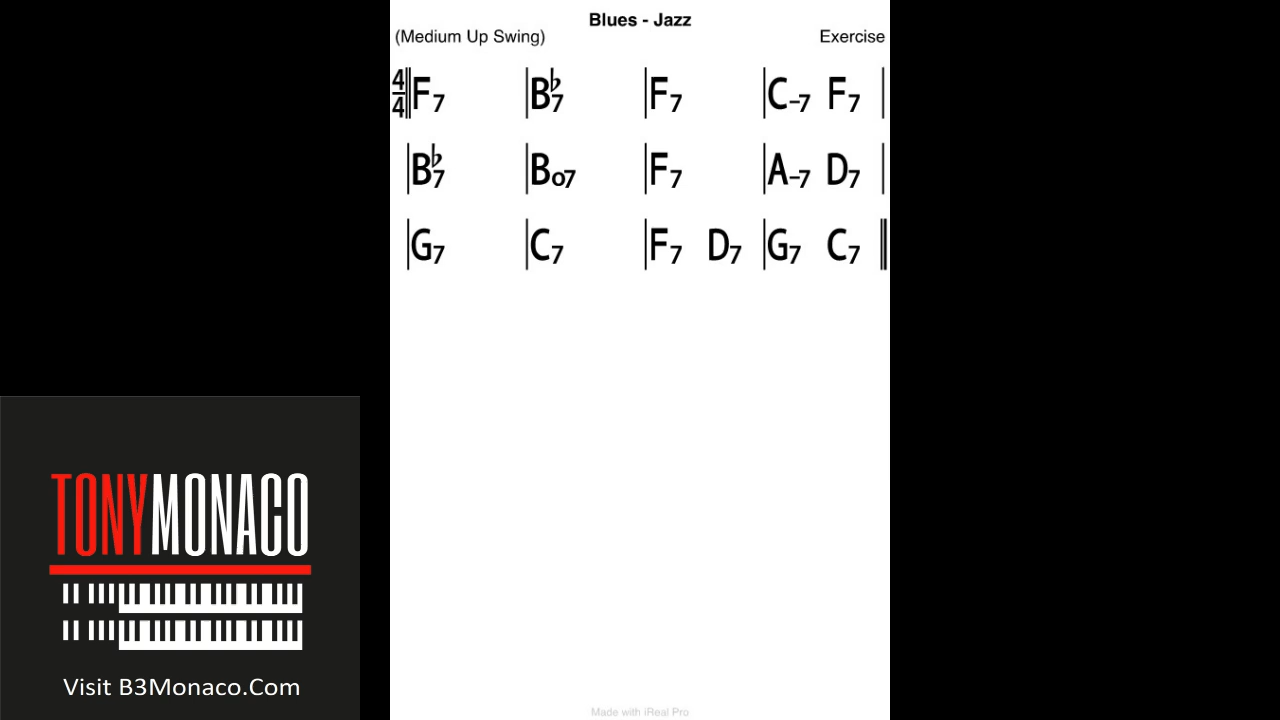 Blues - Jazz
(Medium Up Swing) Exercise
4/4 F7 | B♭7 | F7 | C-7 F7 |
| B♭7 | Bo7 | F7 | A-7 D7 |
| G7 | C7 | F7 D7 | G7 C7 ||
TONYMONACO
Visit B3Monaco.Com
Made with iReal Pro